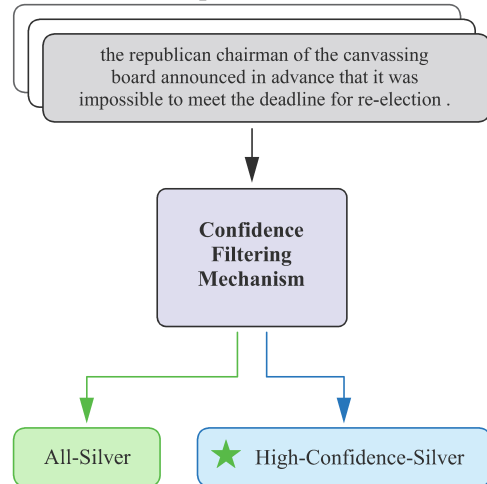 the republican chairman of the canvassing
board announced in advance that it was
impossible to meet the deadline for re-election .
Confidence
Filtering
Mechanism
All-Silver
High-Confidence-Silver